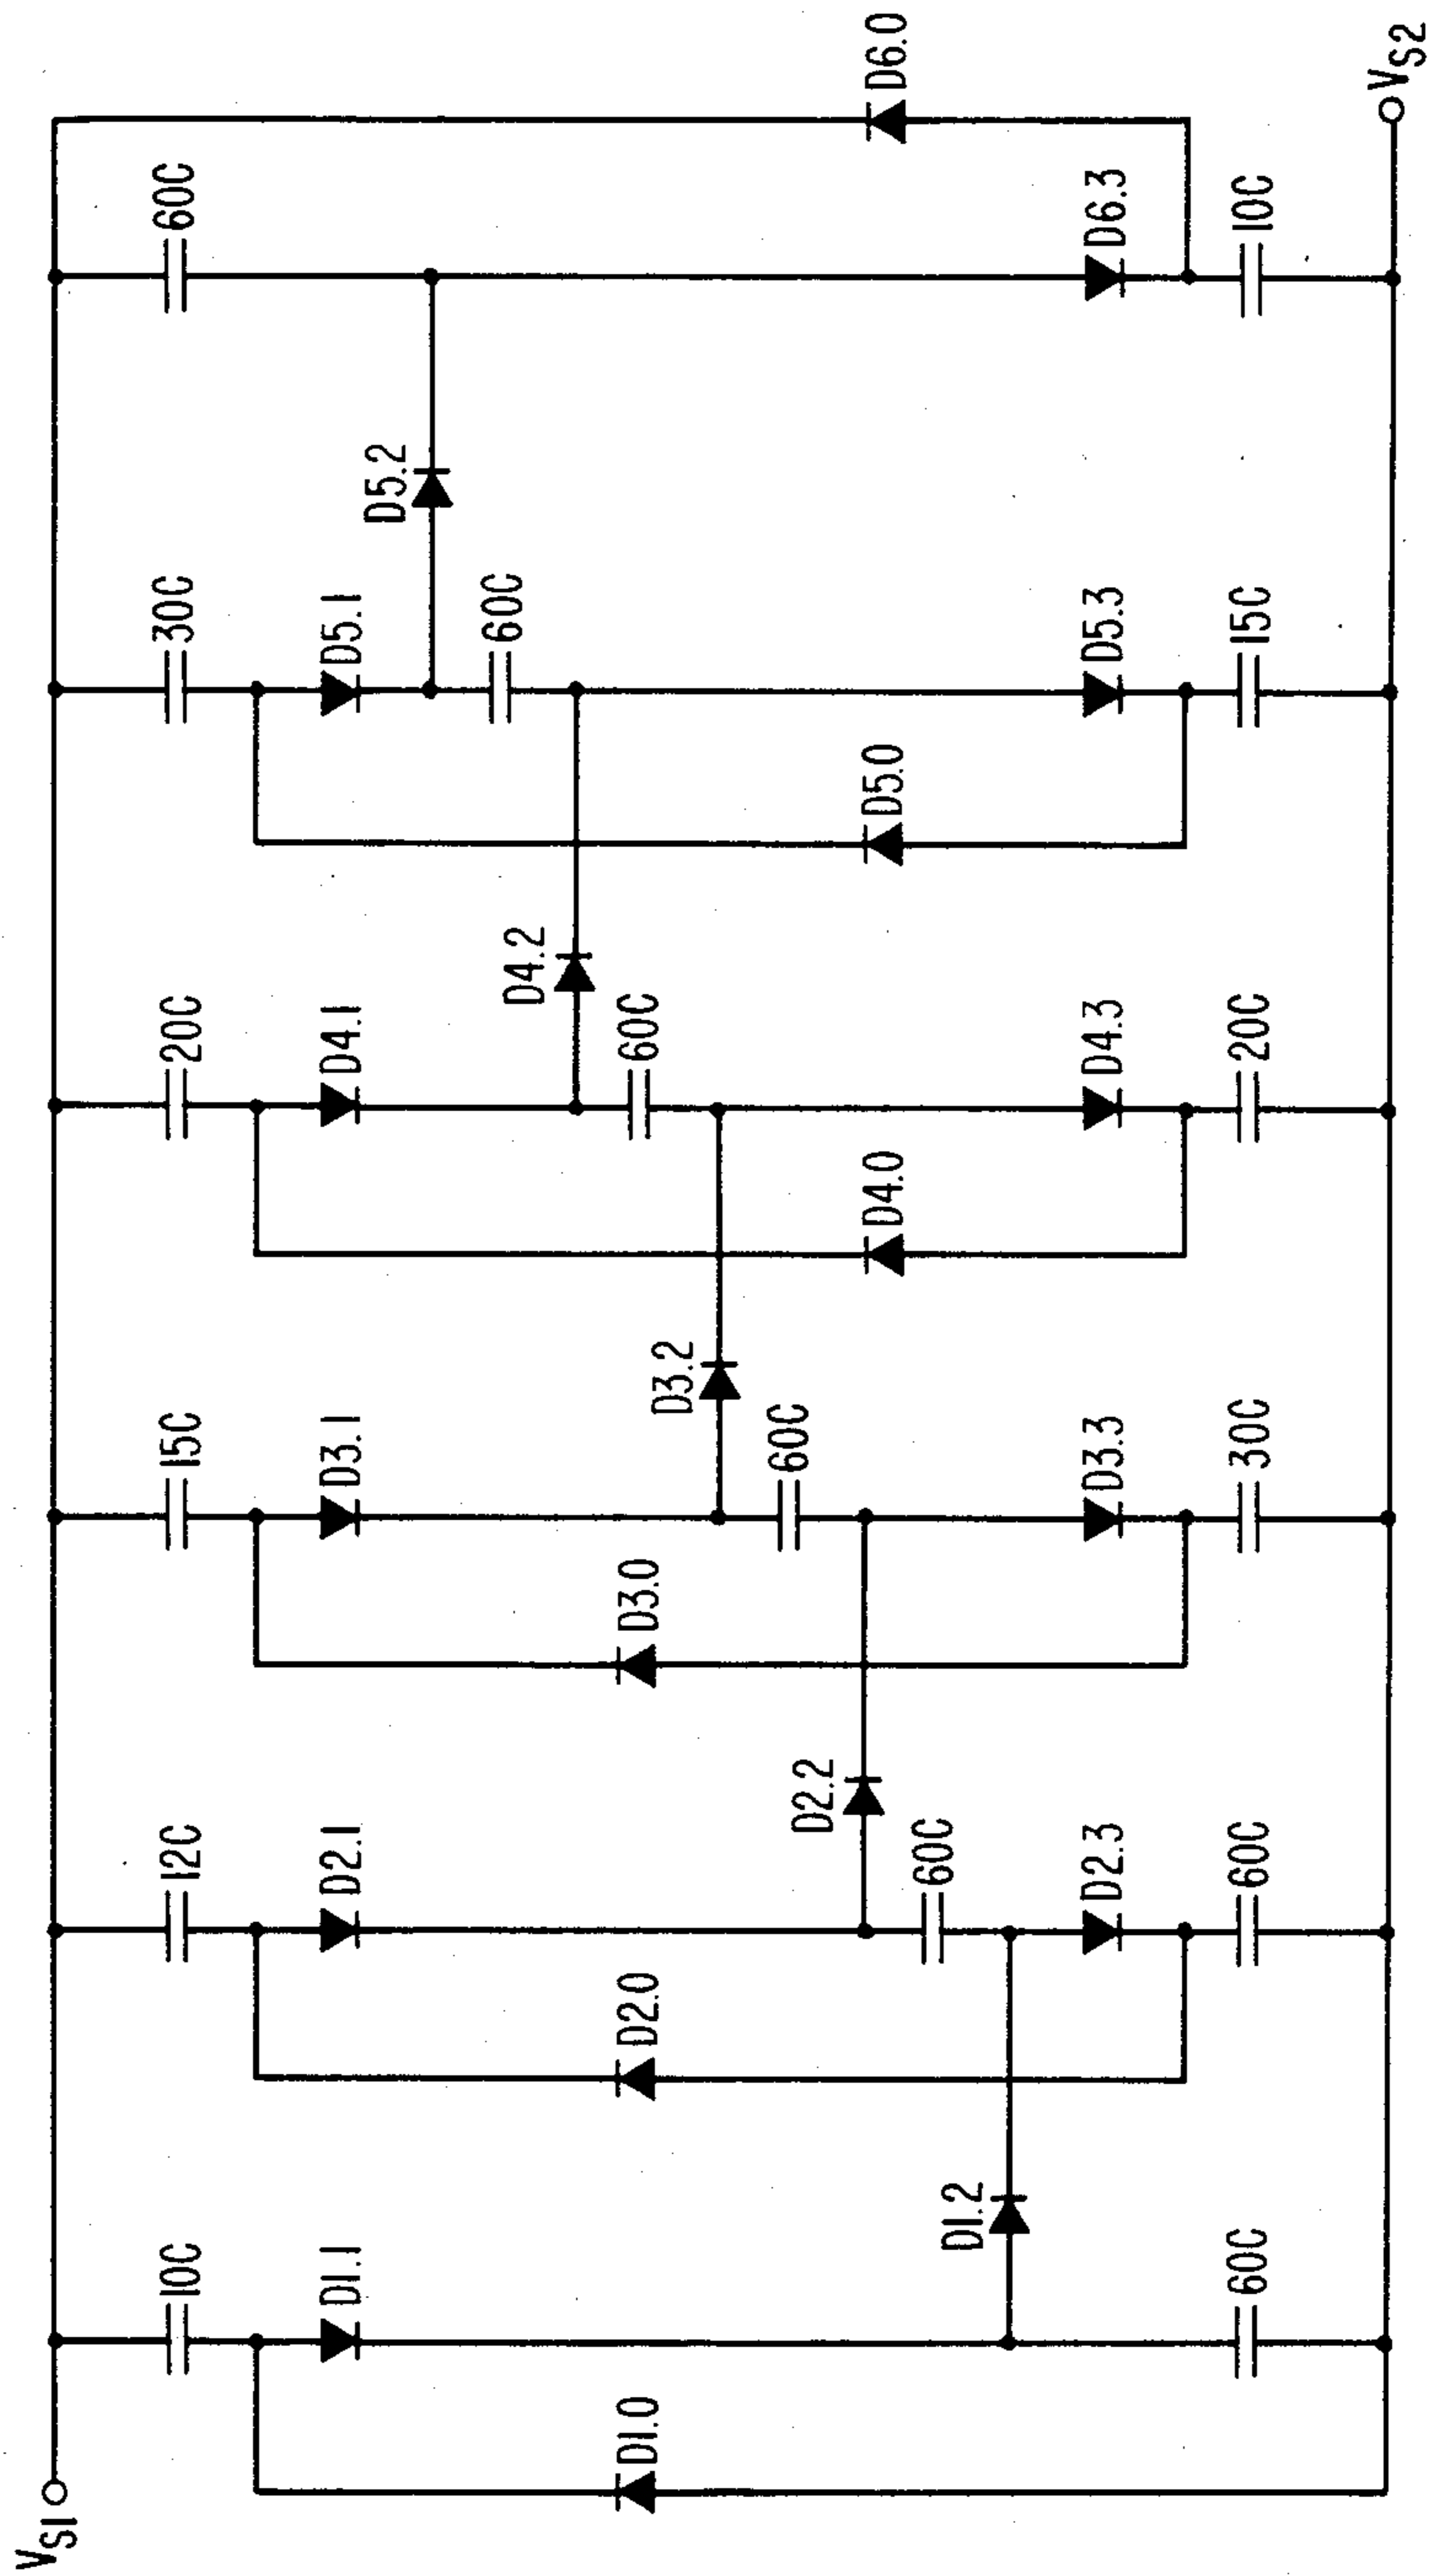 VS1
10C
12C
15C
20C
30C
60C
D1.1
D2.1
D3.1
D4.1
D5.1
D5.2
D4.2
60C
D1.0
D2.0
D3.0
D3.2
60C
60C
D2.2
D4.0
D5.0
D6.0
D1.2
60C
D2.3
D3.3
D4.3
D5.3
D6.3
60C
60C
30C
20C
15C
10C
VS2